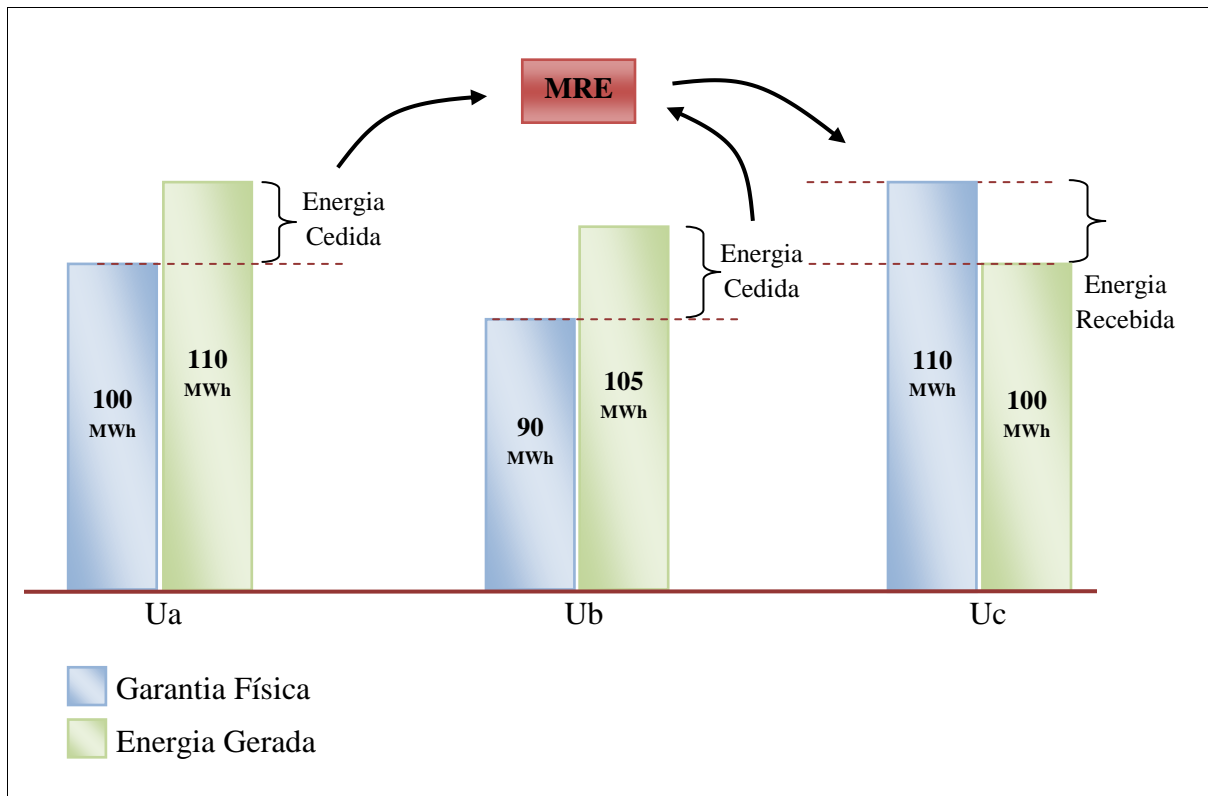 MRE
Energia
Cedida
Energia
Cedida
Energia
Recebida
100
MWh
110
MWh
90
MWh
105
MWh
110
MWh
100
MWh
Ua
Ub
Uc
Garantia Física
Energia Gerada